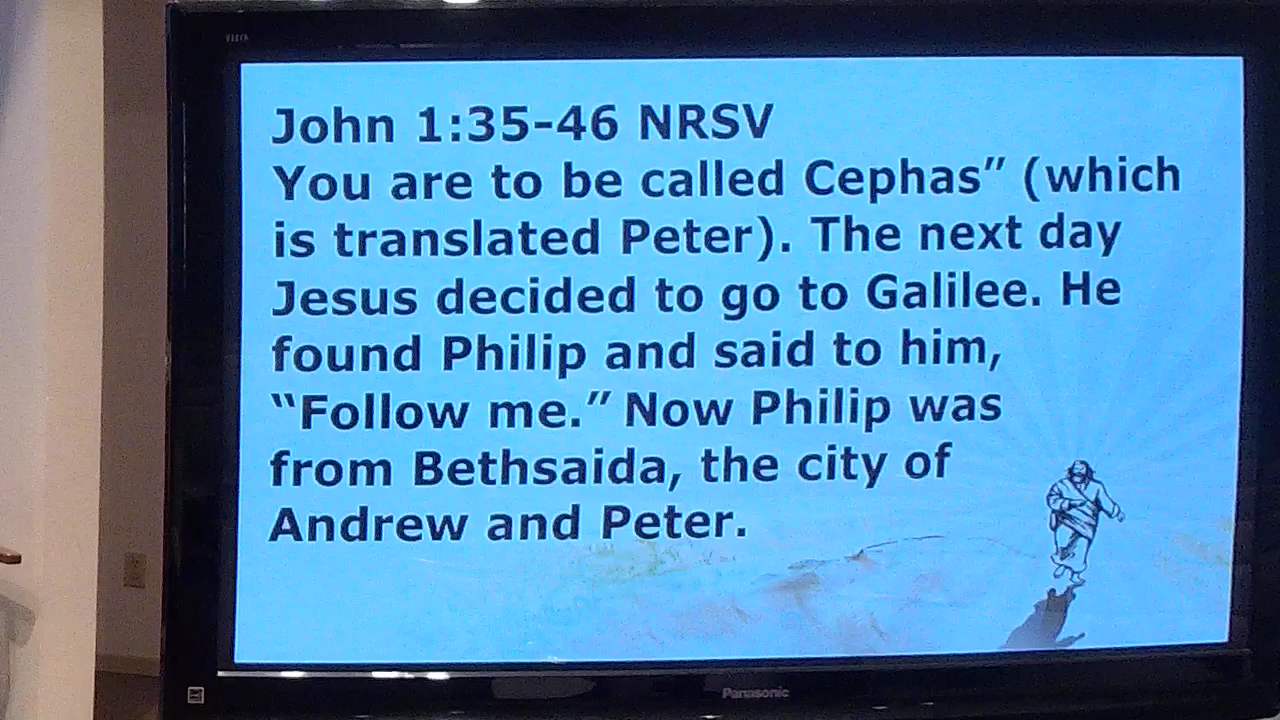 VIERA
John 1:35-46 NRSV
You are to be called Cephas” (which
is translated Peter). The next day
Jesus decided to go to Galilee. He
found Philip and said to him,
“Follow me.” Now Philip was
from Bethsaida, the city of
Andrew and Peter.
Panasonic